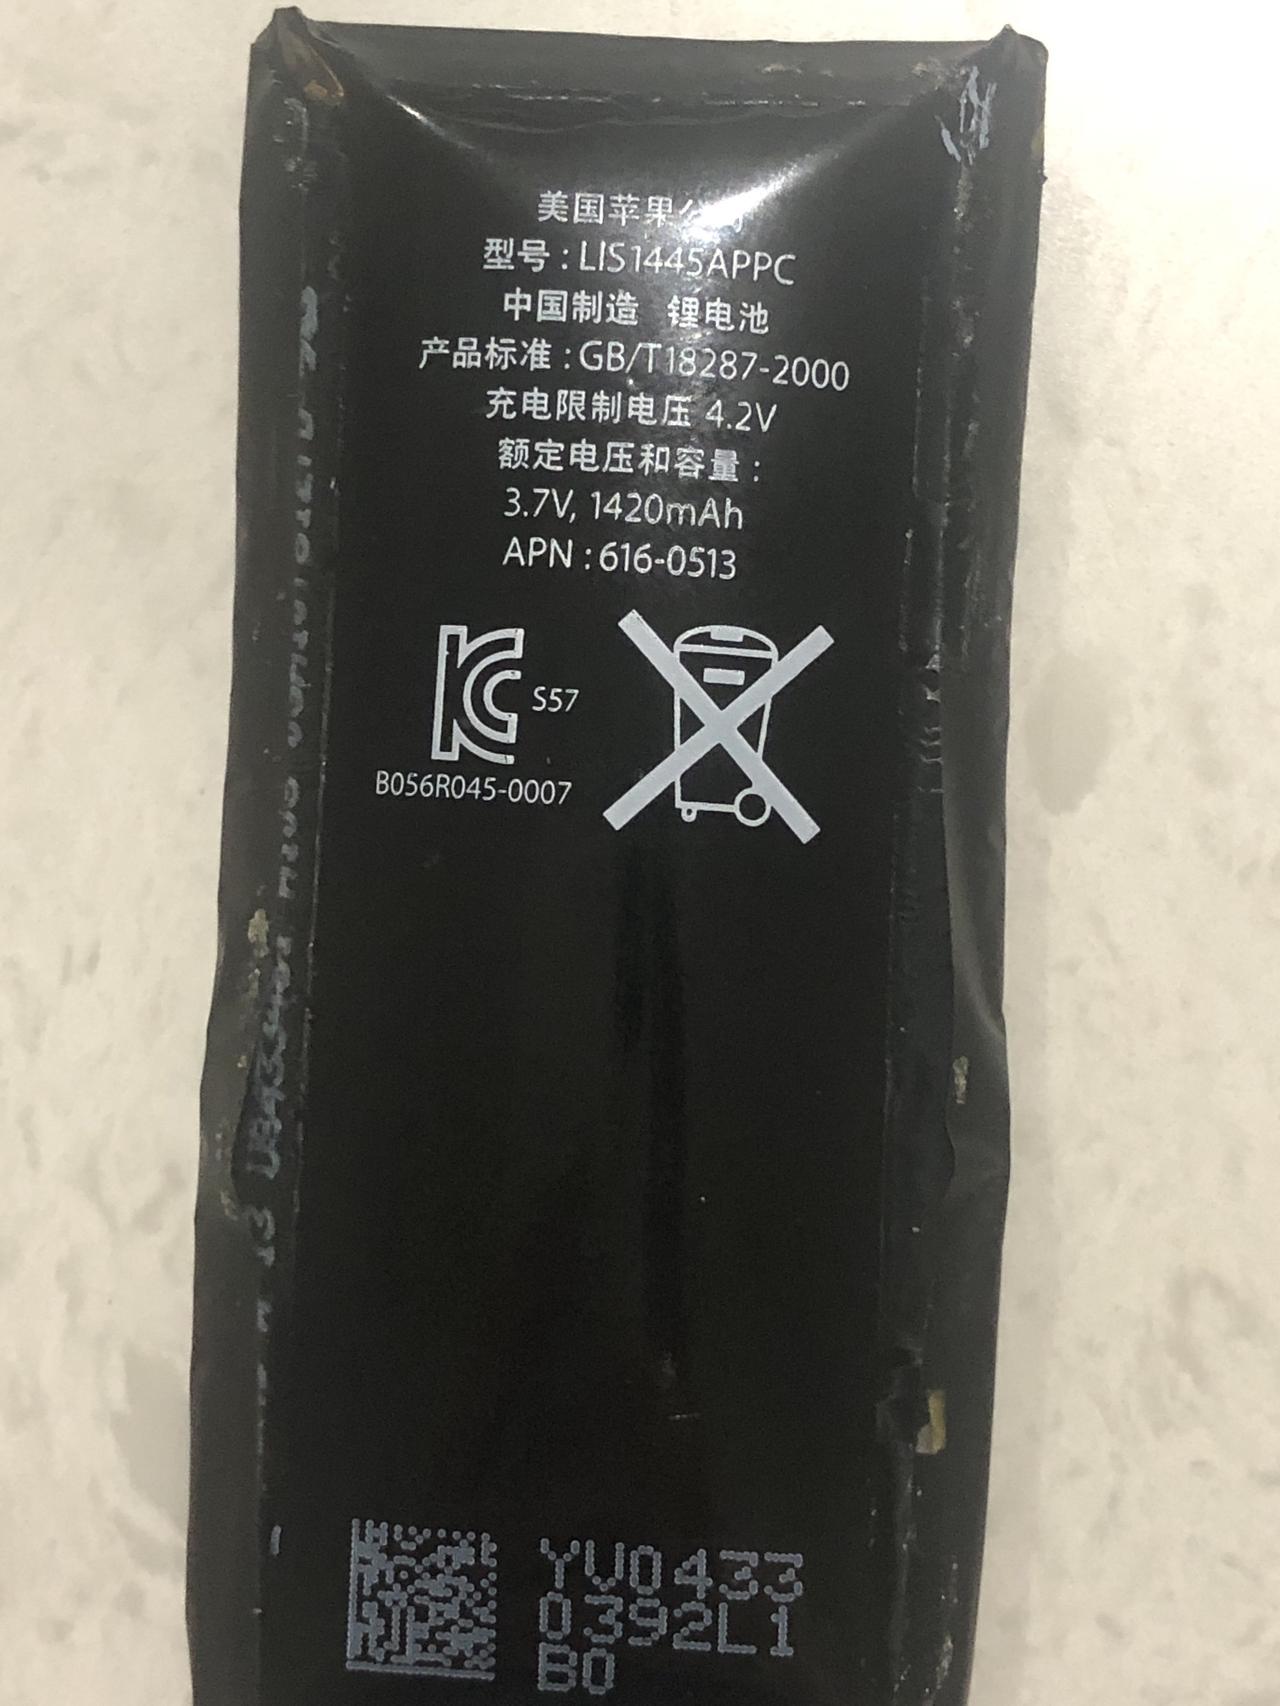 美国苹果公司
型号 : LIS1445APPC
中国制造 锂电池
产品标准 : GB/T18287-2000
充电限制电压 4.2V
额定电压和容量 :
3.7V, 1420mAh
APN : 616-0513
S57
B056R045-0007
YV0433
0392L1
B0